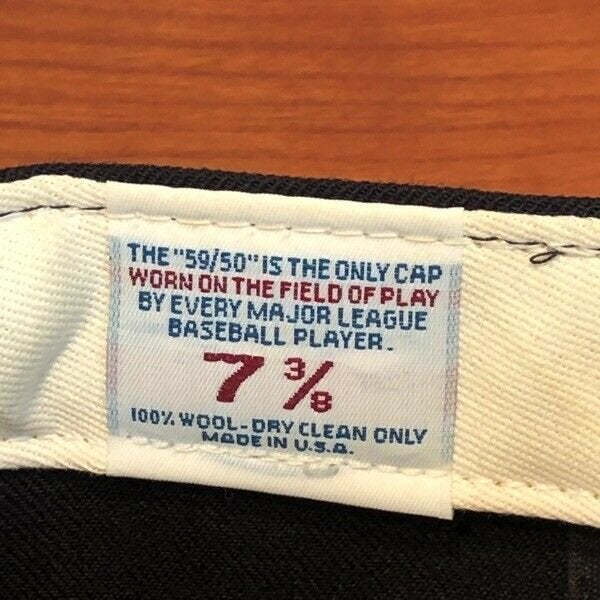 THE "59/50" IS THE ONLY CAP
WORN ON THE FIELD OF PLAY
BY EVERY MAJOR LEAGUE
BASEBALL PLAYER.
7 3/8
100% WOOL-DRY CLEAN ONLY
MADE IN U.S.A.